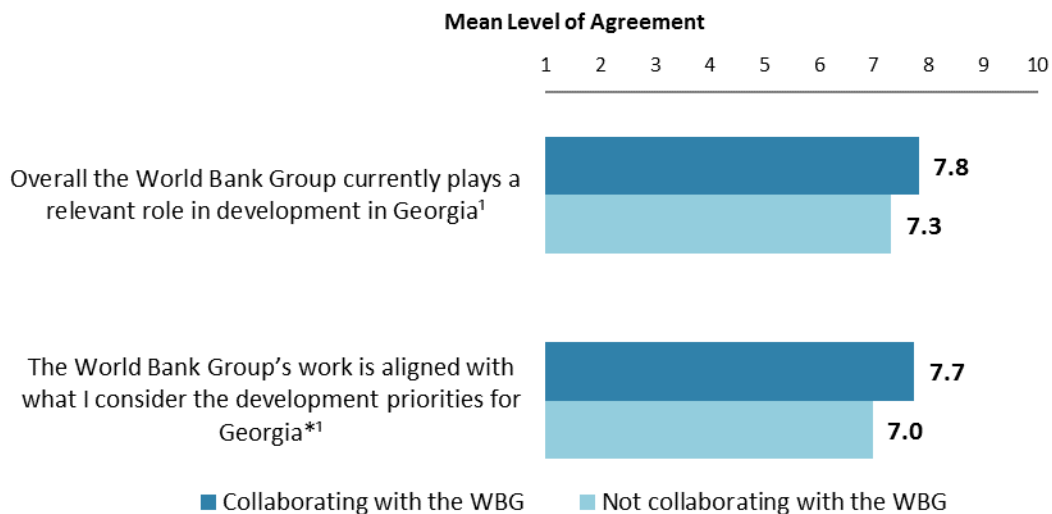 Mean Level of Agreement
1 2 3 4 5 6 7 8 9 10
Overall the World Bank Group currently plays a
relevant role in development in Georgia¹
7.8
7.3
The World Bank Group’s work is aligned with
what I consider the development priorities for
Georgia*¹
7.7
7.0
Collaborating with the WBG Not collaborating with the WBG